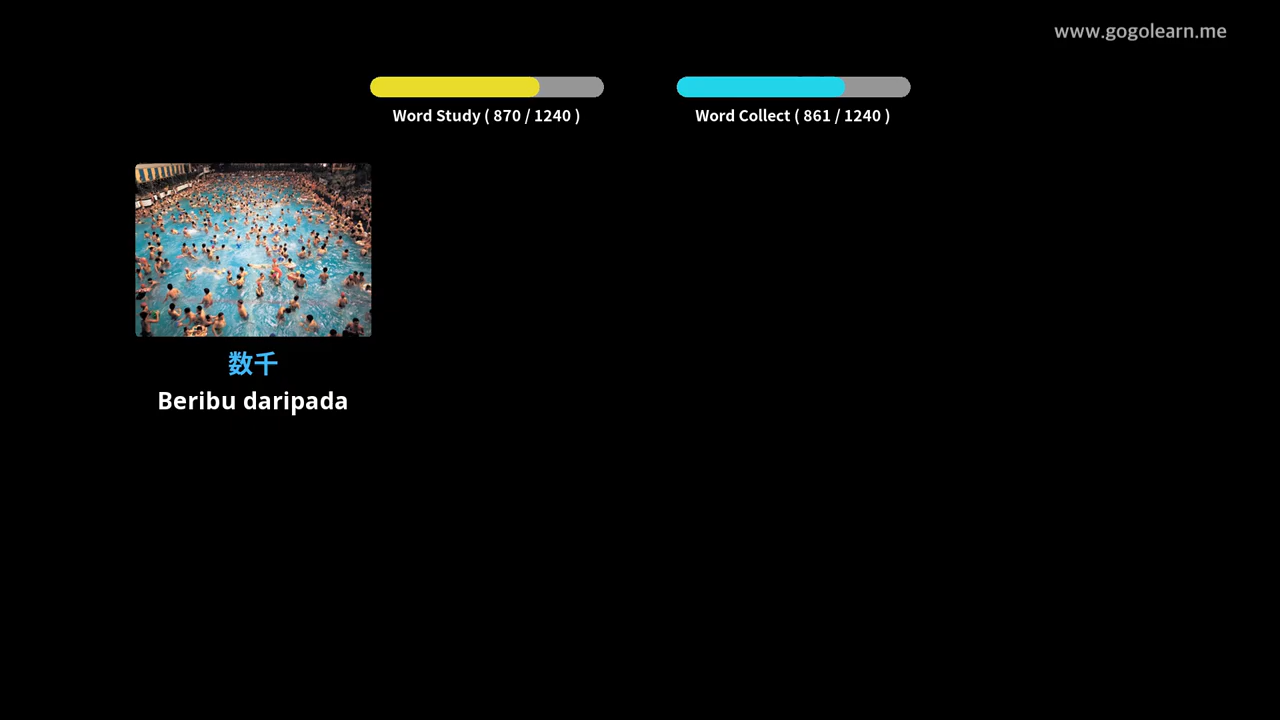 www.gogolearn.me
Word Study ( 870 / 1240 )
Word Collect ( 861 / 1240 )
数千
Beribu daripada